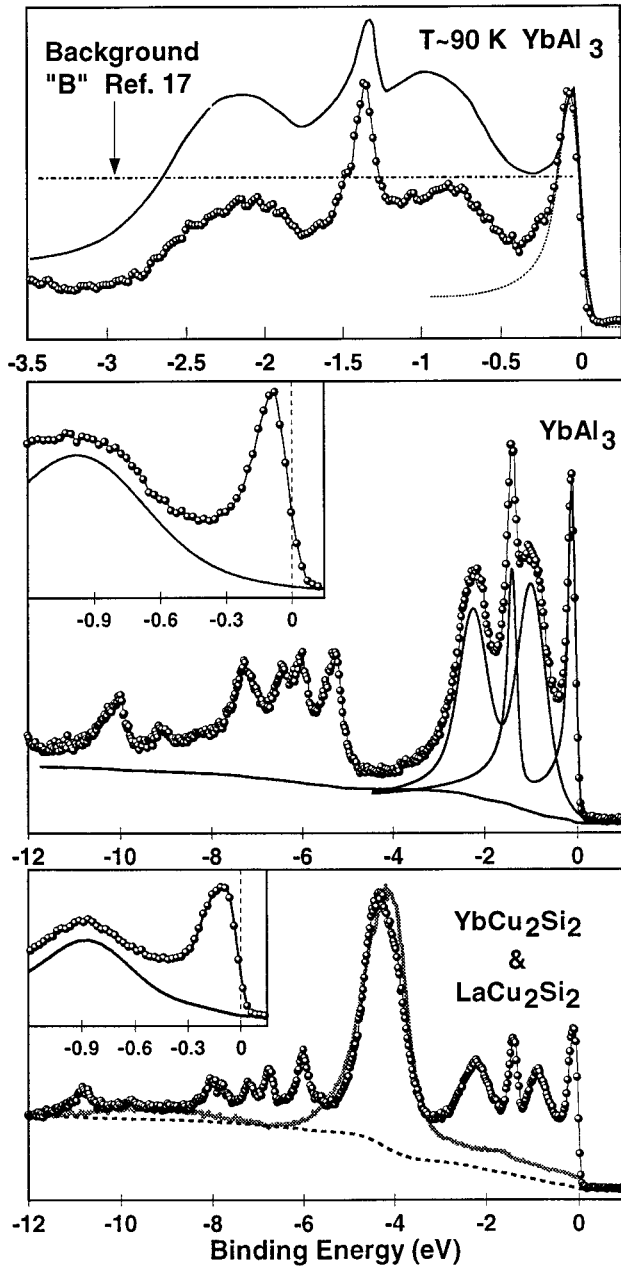 Background
"B" Ref. 17
T~90 K YbAl3
-3.5 -3 -2.5 -2 -1.5 -1 -0.5 0
YbAl3
-0.9 -0.6 -0.3 0
-12 -10 -8 -6 -4 -2 0
YbCu2Si2
&
LaCu2Si2
-0.9 -0.6 -0.3 0
-12 -10 -8 -6 -4 -2 0
Binding Energy (eV)